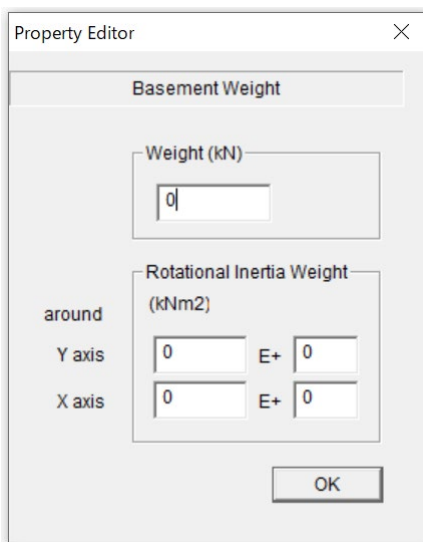 Property Editor
Basement Weight
Weight (kN)
0
Rotational Inertia Weight
(kNm2)
around
Y axis 0 E+ 0
X axis 0 E+ 0
OK